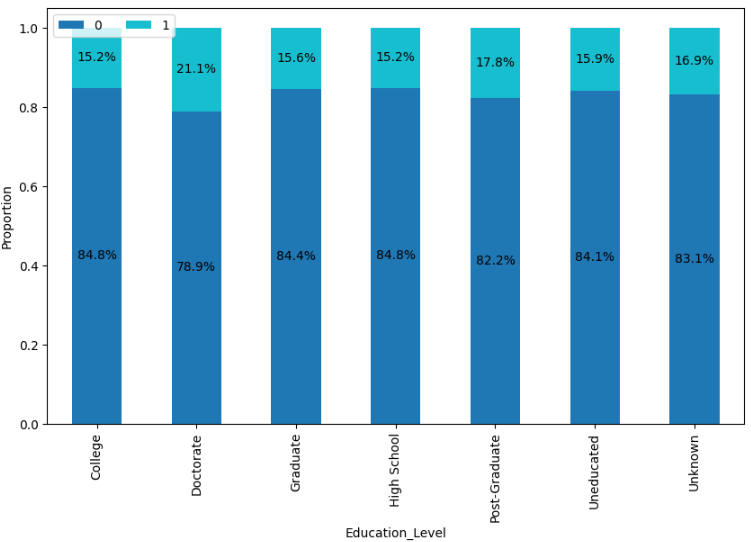 0 1
1.0
0.8
0.6
0.4
0.2
0.0
Proportion
15.2% 21.1% 15.6% 15.2% 17.8% 15.9% 16.9%
84.8% 78.9% 84.4% 84.8% 82.2% 84.1% 83.1%
College Doctorate Graduate High School Post-Graduate Uneducated Unknown
Education_Level